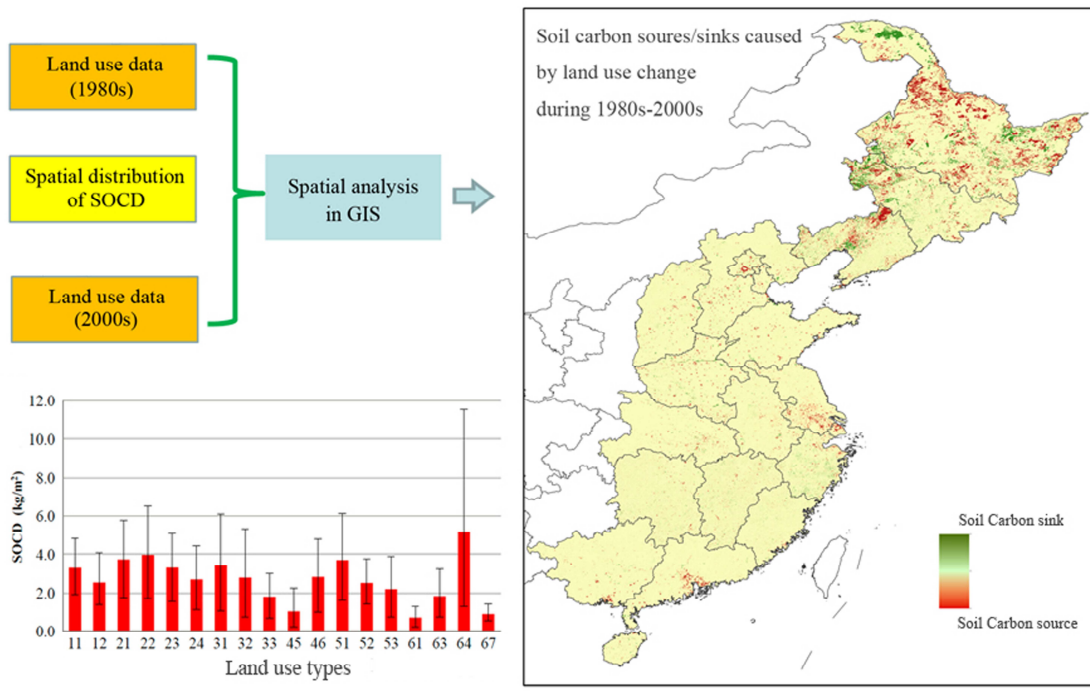 Land use data
(1980s)
Spatial distribution
of SOCD
Land use data
(2000s)
Spatial analysis
in GIS
Soil carbon soures/sinks caused
by land use change
during 1980s-2000s
Soil Carbon sink
Soil Carbon source
12.0
10.0
8.0
6.0
4.0
2.0
0.0
SOCD (kg/m²)
11 12 21 22 23 24 31 32 33 45 46 51 52 53 61 63 64 67
Land use types